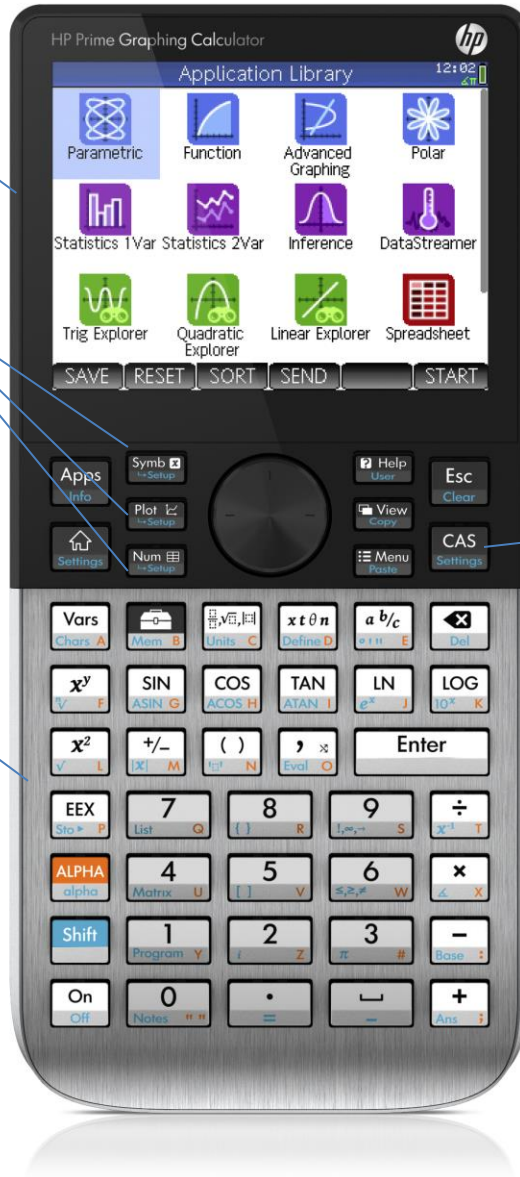 HP Prime Graphing Calculator
hp
Application Library 12:02
∡π
Parametric Function Advanced Graphing Polar
Statistics 1Var Statistics 2Var Inference DataStreamer
Trig Explorer Quadratic Explorer Linear Explorer Spreadsheet
SAVE RESET SORT SEND START
Apps Info
Symb x
↳Setup
? Help
User
Esc
Clear
Plot
↳Setup
View
Copy
Settings
Num
↳Setup
Menu
Paste
CAS
Settings
Vars x t θ n a b/c
Chars A Mem B Units C Define D E Del
xʸ SIN COS TAN LN LOG
F ASIN G ACOS H ATAN I eˣ J 10ˣ K
x² +/- ( ) , Enter
√ L |x| M N Eval O
EEX 7 8 9 ÷
Sto ▸ P List Q { } R !,∞,→ S x⁻¹ T
ALPHA 4 5 6 ×
alpha Matrix U [ ] V ≤,≥,≠ W ∡ X
Shift 1 2 3 −
Program Y i Z π # Base :
On 0 . +
Off Notes " " = _ Ans ;